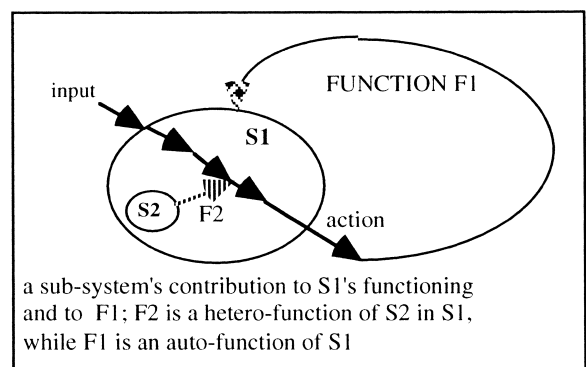 input
FUNCTION F1
S1
S2
F2
action
a sub-system's contribution to S1's functioning
and to F1; F2 is a hetero-function of S2 in S1,
while F1 is an auto-function of S1